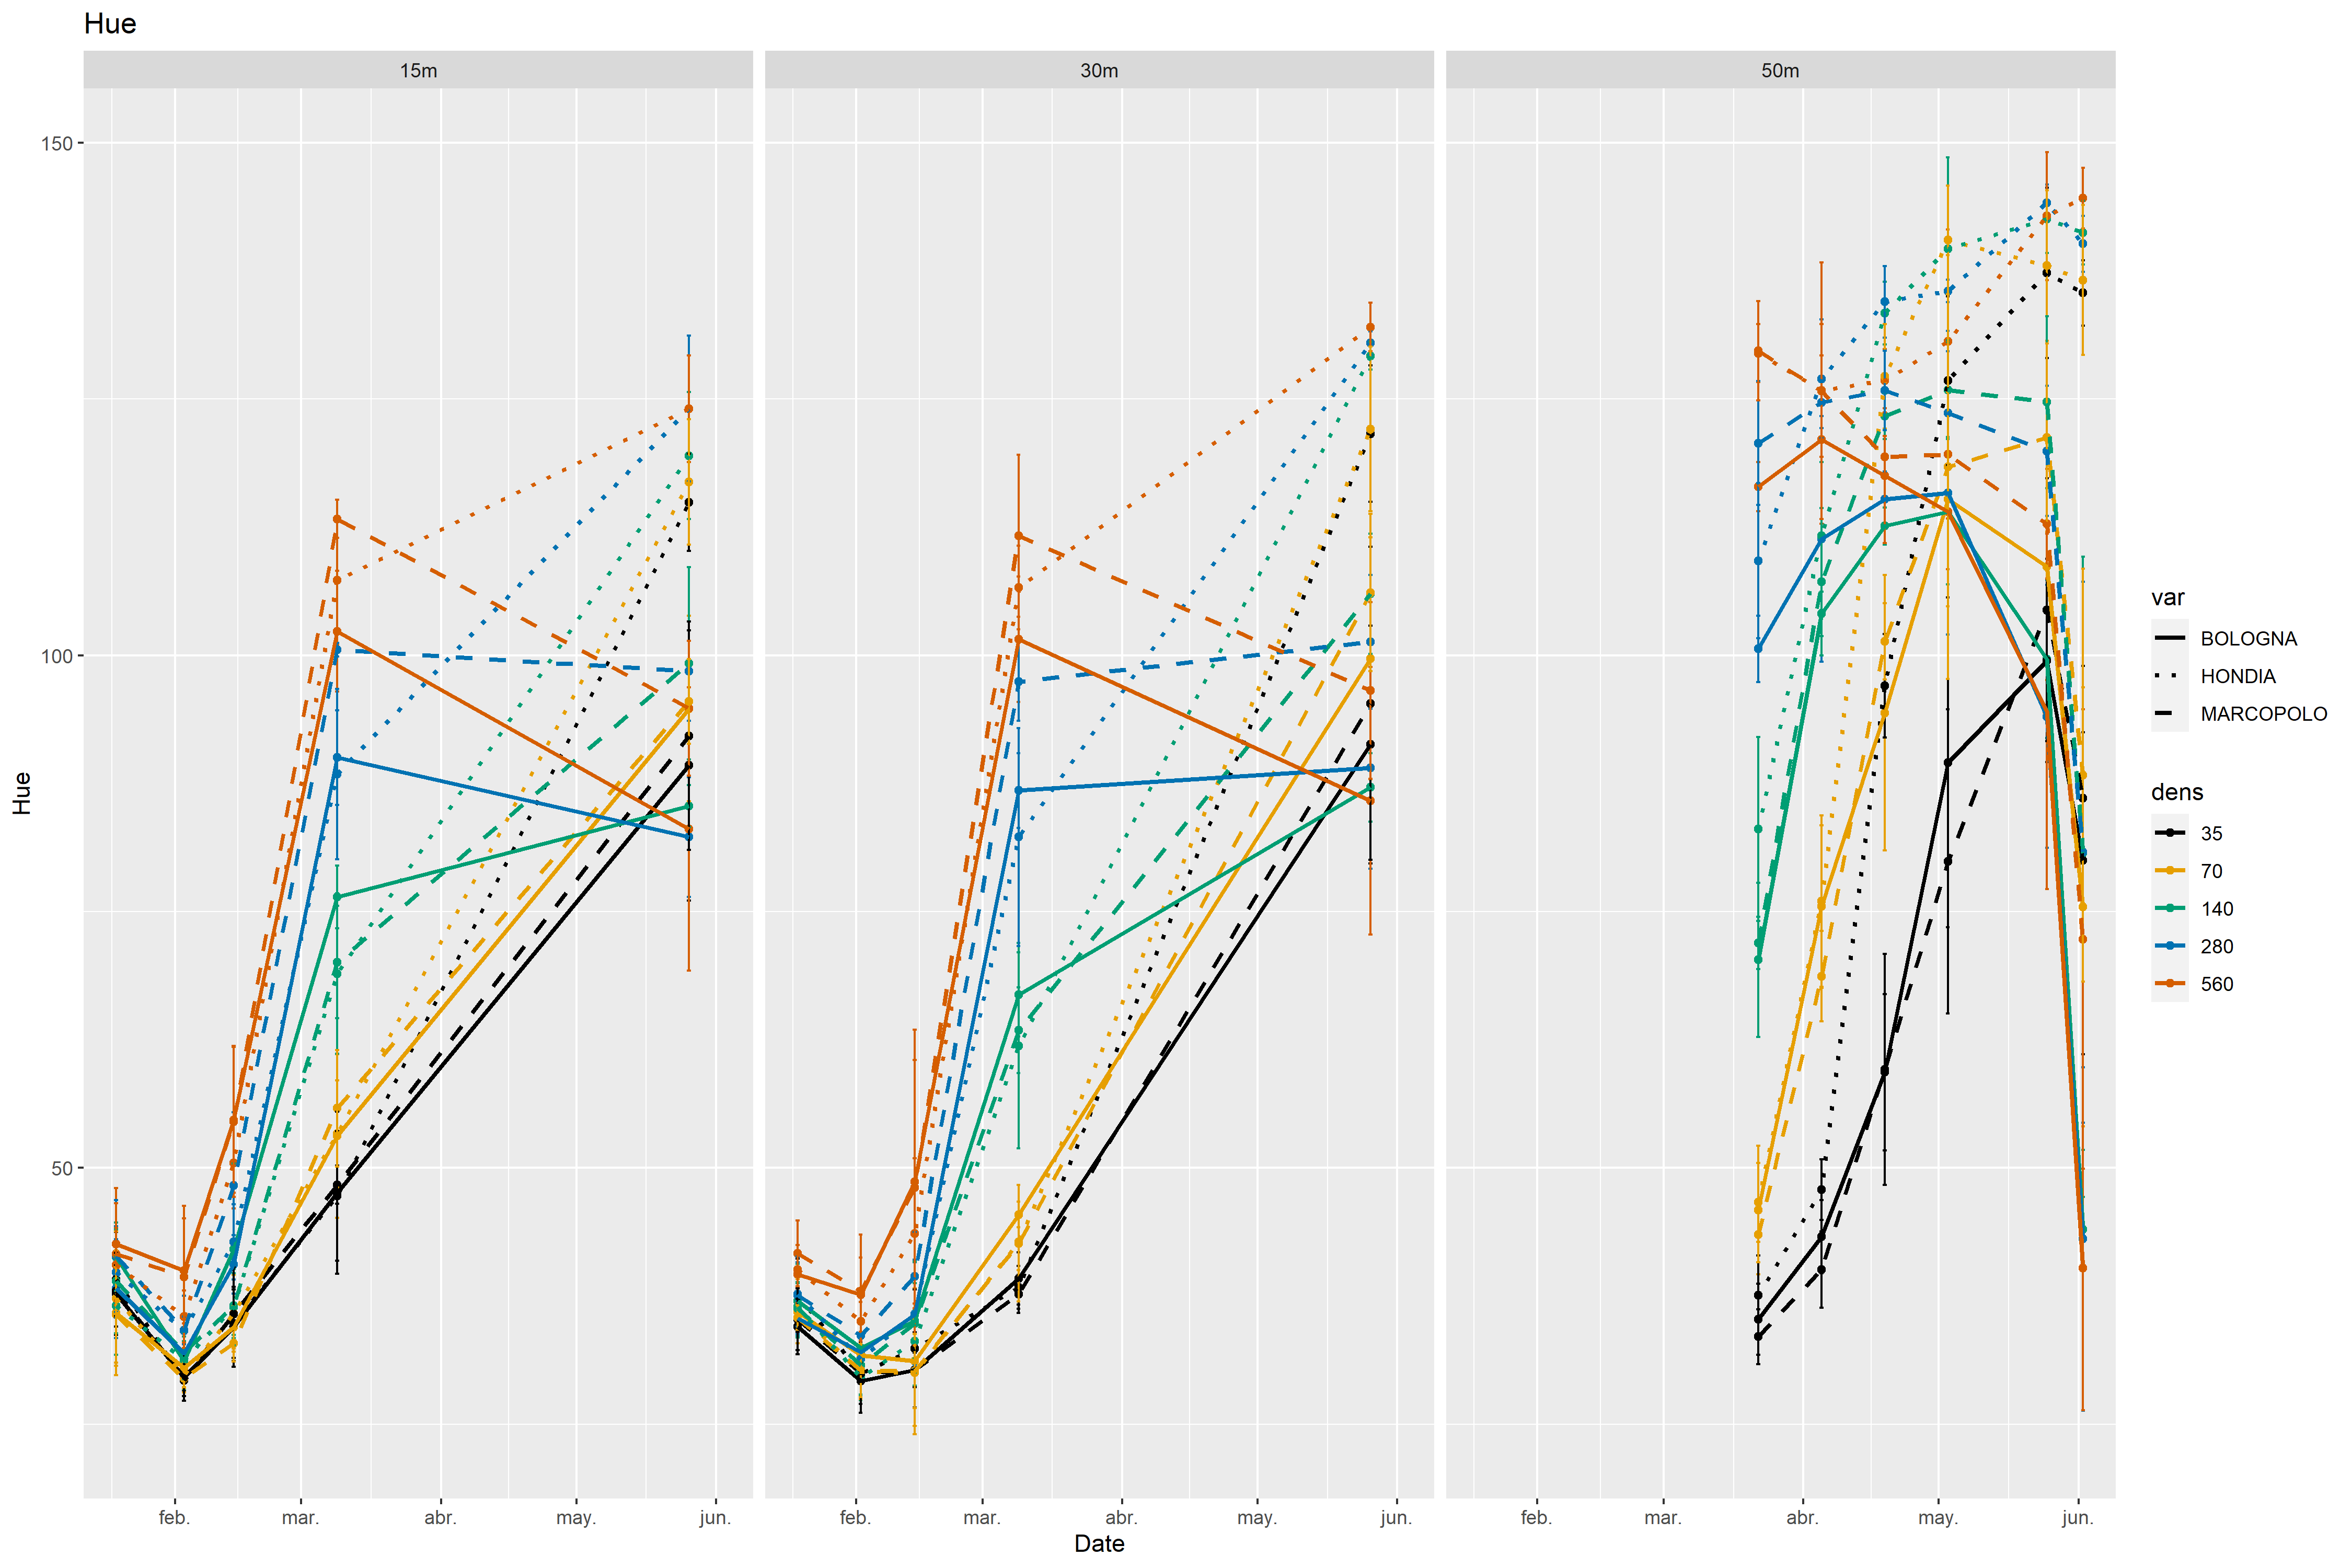 Hue
15m
30m
50m
150
100
50
Hue
feb.
mar.
abr.
may.
jun.
feb.
mar.
abr.
may.
jun.
feb.
mar.
abr.
may.
jun.
Date
var
BOLOGNA
HONDIA
MARCOPOLO
dens
35
70
140
280
560